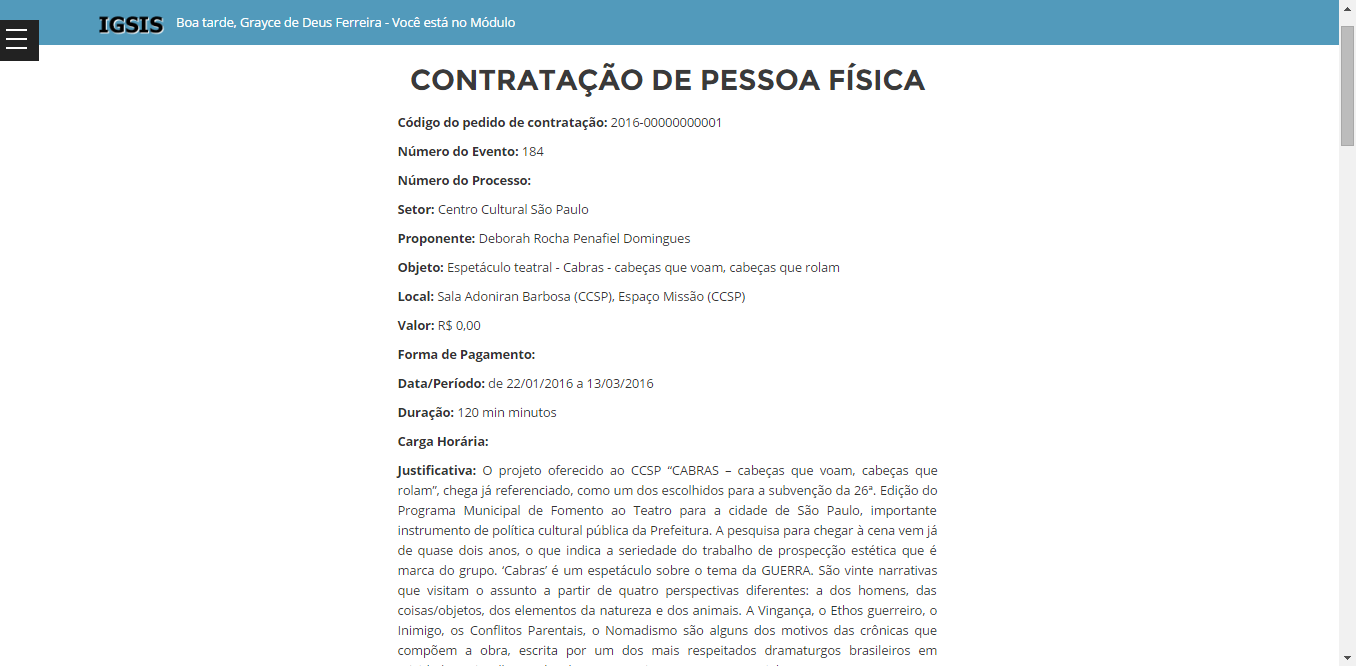 IGSIS Boa tarde, Grayce de Deus Ferreira - Você está no Módulo
CONTRATAÇÃO DE PESSOA FÍSICA
Código do pedido de contratação: 2016-00000000001
Número do Evento: 184
Número do Processo:
Setor: Centro Cultural São Paulo
Proponente: Deborah Rocha Penafiel Domingues
Objeto: Espetáculo teatral - Cabras - cabeças que voam, cabeças que rolam
Local: Sala Adoniran Barbosa (CCSP), Espaço Missão (CCSP)
Valor: R$ 0,00
Forma de Pagamento:
Data/Período: de 22/01/2016 a 13/03/2016
Duração: 120 min minutos
Carga Horária:
Justificativa: O projeto oferecido ao CCSP “CABRAS – cabeças que voam, cabeças que
rolam”, chega já referenciado, como um dos escolhidos para a subvenção da 26ª. Edição do
Programa Municipal de Fomento ao Teatro para a cidade de São Paulo, importante
instrumento de política cultural pública da Prefeitura. A pesquisa para chegar à cena vem já
de quase dois anos, o que indica a seriedade do trabalho de prospecção estética que é
marca do grupo. ‘Cabras’ é um espetáculo sobre o tema da GUERRA. São vinte narrativas
que visitam o assunto a partir de quatro perspectivas diferentes: a dos homens, das
coisas/objetos, dos elementos da natureza e dos animais. A Vingança, o Ethos guerreiro, o
Inimigo, os Conflitos Parentais, o Nomadismo são alguns dos motivos das crônicas que
compõem a obra, escrita por um dos mais respeitados dramaturgos brasileiros em